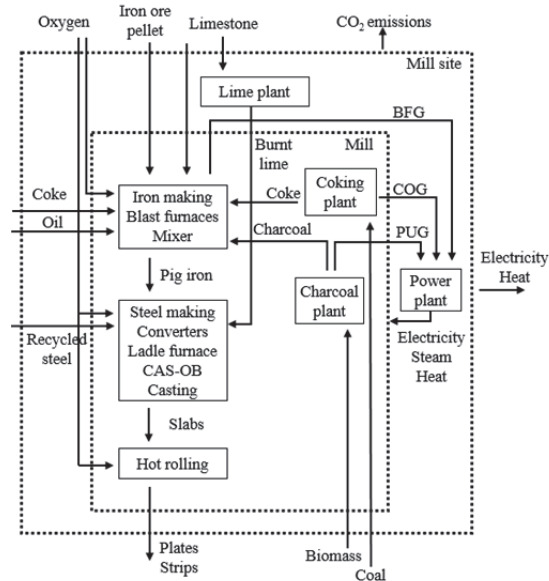 Oxygen
Iron ore
pellet
Limestone
CO₂ emissions
Mill site
Lime plant
BFG
Burnt
lime
Mill
Coke
Oil
Iron making
Blast furnaces
Mixer
Coke
Coking
plant
COG
Charcoal
PUG
Electricity
Heat
Pig iron
Charcoal
plant
Power
plant
Steel making
Converters
Ladle furnace
CAS-OB
Casting
Recycled
steel
Electricity
Steam
Heat
Slabs
Hot rolling
Plates
Strips
Biomass
Coal